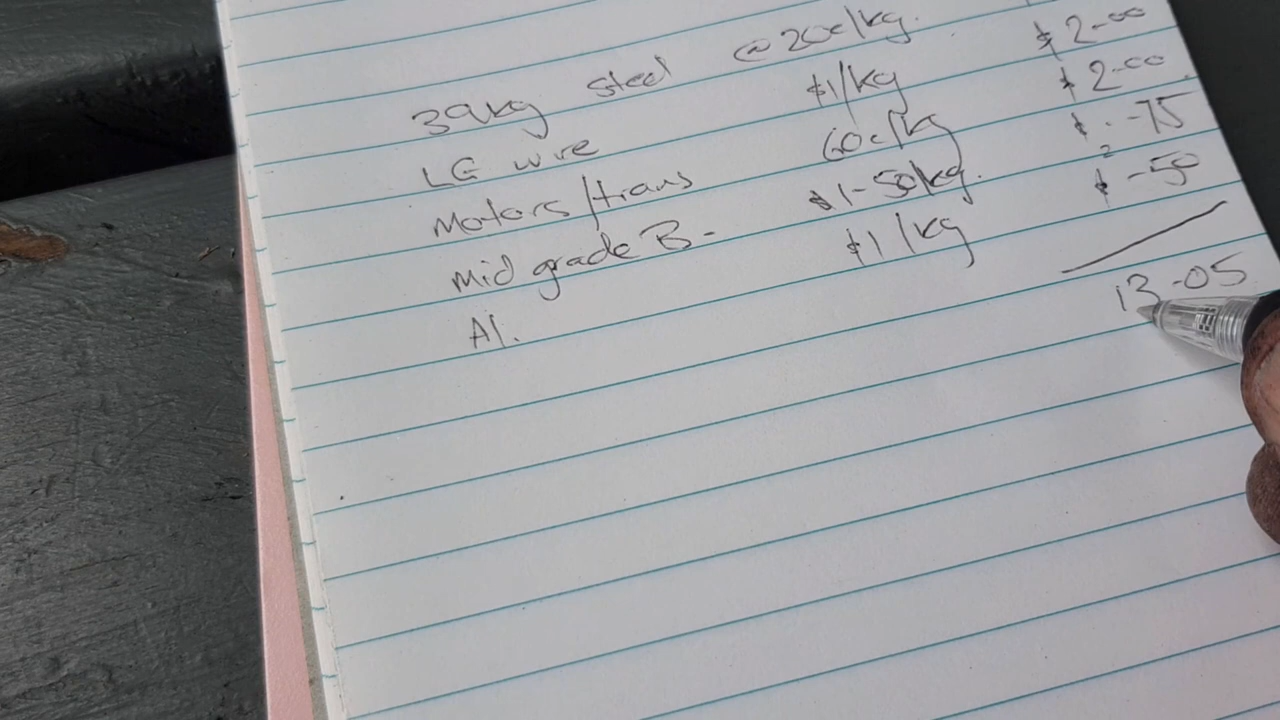 39kg steel @ 20c/kg.
LG wire $1/kg $2-00
Motors/trans 60c/kg $2-00
mid grade B- $1-50/kg. $-75
Al. $1/kg $-50
13-05